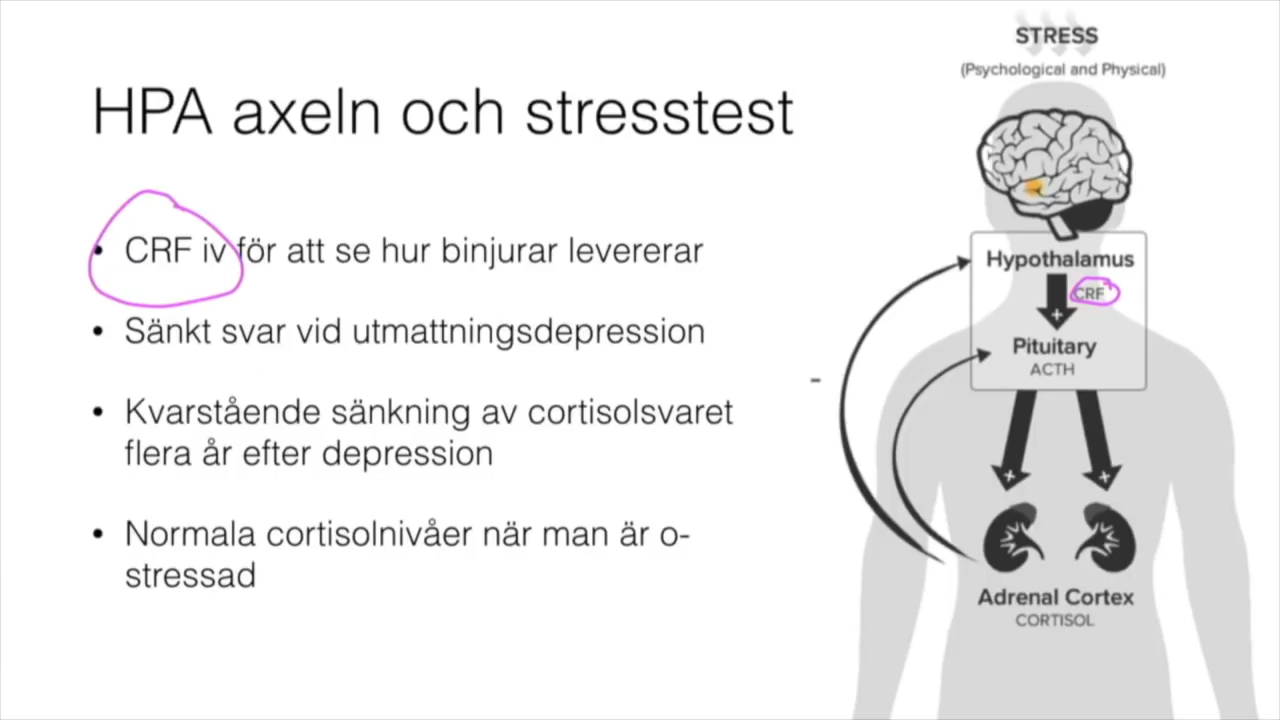 HPA axeln och stresstest
• CRF iv för att se hur binjurar levererar
• Sänkt svar vid utmattningsdepression
• Kvarstående sänkning av cortisolsvaret
flera år efter depression
• Normala cortisolnivåer när man är o-
stressad
STRESS
(Psychological and Physical)
Hypothalamus
CRF
+
Pituitary
ACTH
-
+ +
Adrenal Cortex
CORTISOL